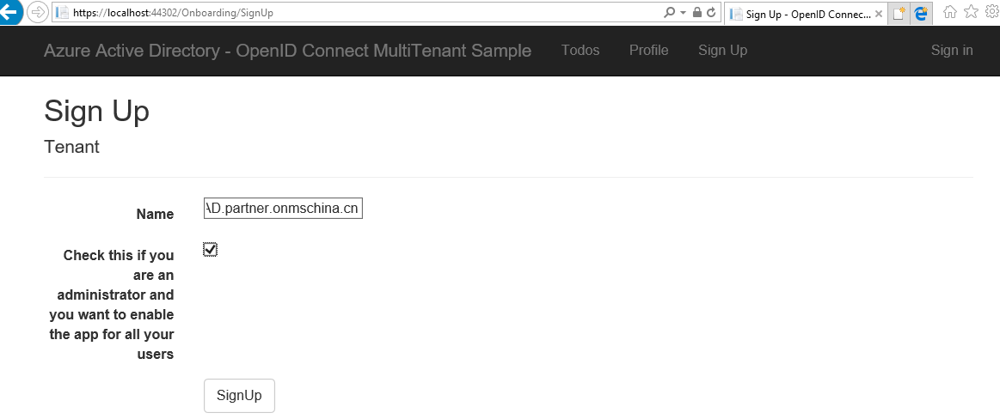 https://localhost:44302/Onboarding/SignUp
Sign Up - OpenID Connec...
Azure Active Directory - OpenID Connect MultiTenant Sample Todos Profile Sign Up Sign in
Sign Up
Tenant
Name \D.partner.onmschina.cn
Check this if you
are an
administrator and
you want to enable
the app for all your
users
SignUp